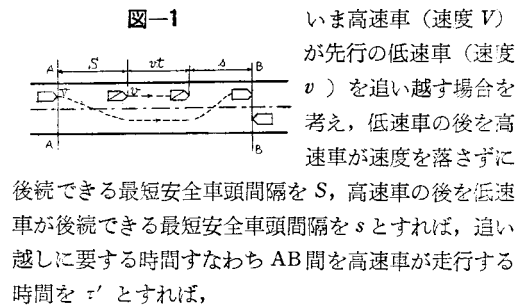 図—1
A S vt s B
V v
A B
いま高速車（速度 V）
が先行の低速車（速度
v ）を追い越す場合を
考え，低速車の後を高
速車が速度を落さずに
後続できる最短安全車頭間隔を S，高速車の後を低速
車が後続できる最短安全車頭間隔を s とすれば，追い
越しに要する時間すなわち AB 間を高速車が走行する
時間を とすれば，